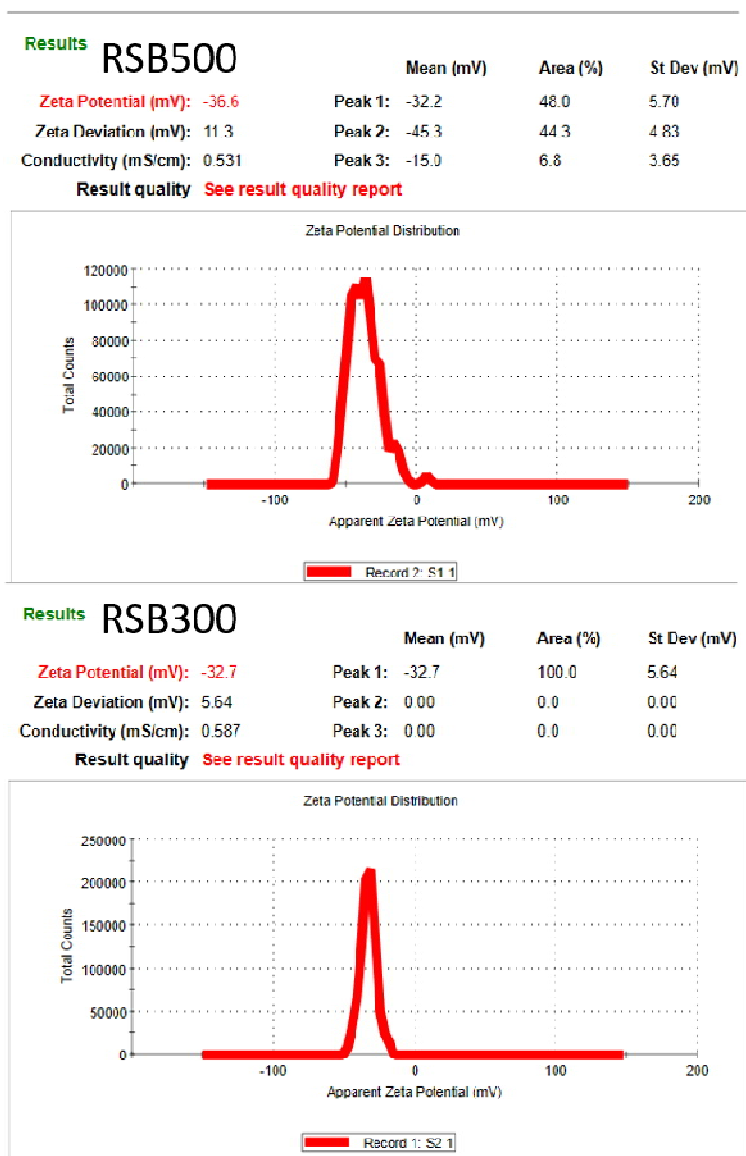 Results RSB500
Mean (mV) Area (%) St Dev (mV)
Zeta Potential (mV): -36.6 Peak 1: -32.2 48.0 5.70
Zeta Deviation (mV): 11.3 Peak 2: -45.3 44.3 4.83
Conductivity (mS/cm): 0.531 Peak 3: -15.0 6.8 3.65
Result quality See result quality report
Zeta Potential Distribution
120000
100000
80000
60000
40000
20000
0
Total Counts
-100 0 100 200
Apparent Zeta Potential (mV)
Record 2: S1 1
Results RSB300
Mean (mV) Area (%) St Dev (mV)
Zeta Potential (mV): -32.7 Peak 1: -32.7 100.0 5.64
Zeta Deviation (mV): 5.64 Peak 2: 0.00 0.0 0.00
Conductivity (mS/cm): 0.587 Peak 3: 0.00 0.0 0.00
Result quality See result quality report
Zeta Potential Distribution
250000
200000
150000
100000
50000
0
Total Counts
-100 0 100 200
Apparent Zeta Potential (mV)
Record 1: S2 1